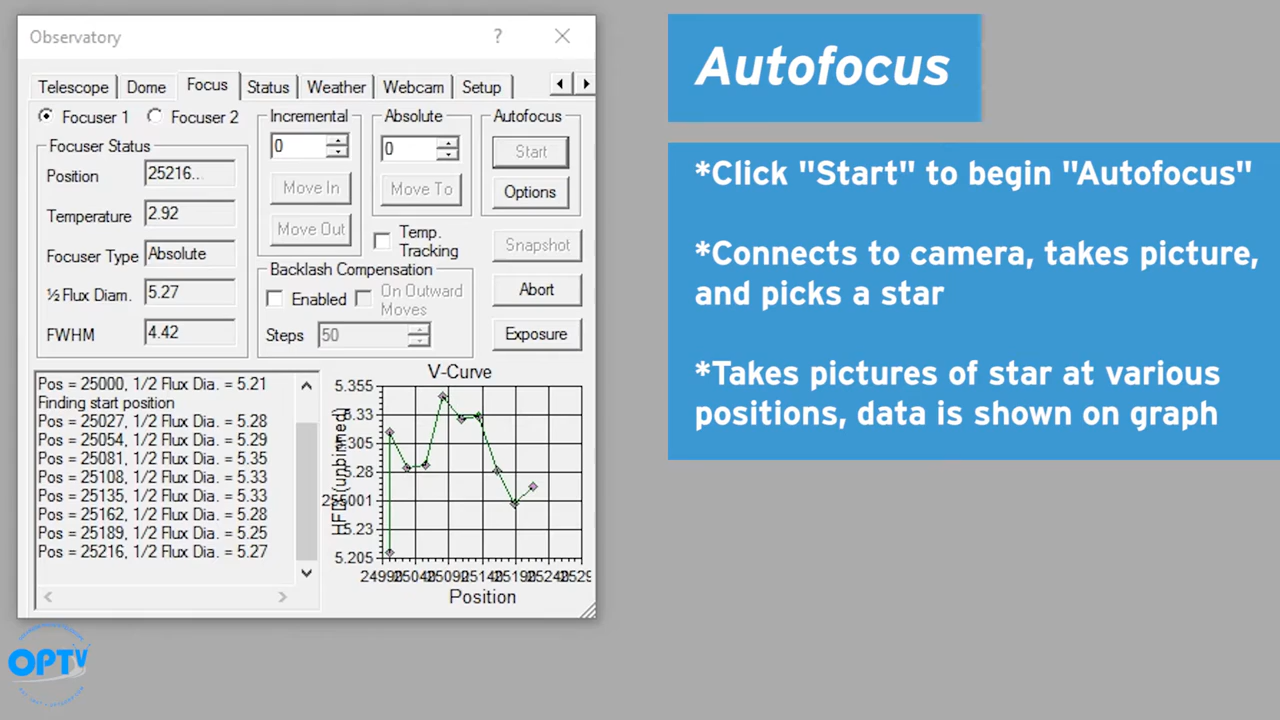 Observatory
?
Telescope Dome Focus Status Weather Webcam Setup
Focuser 1 Focuser 2
Focuser Status
Position 25216...
Temperature 2.92
Focuser Type Absolute
½ Flux Diam. 5.27
FWHM 4.42
Incremental
0
Move In
Move Out
Absolute
0
Move To
Autofocus
Start
Options
Temp.
Tracking
Snapshot
Backlash Compensation
Enabled
On Outward
Moves
Steps 50
Abort
Exposure
Pos = 25000, 1/2 Flux Dia. = 5.21
Finding start position
Pos = 25027, 1/2 Flux Dia. = 5.28
Pos = 25054, 1/2 Flux Dia. = 5.29
Pos = 25081, 1/2 Flux Dia. = 5.35
Pos = 25108, 1/2 Flux Dia. = 5.33
Pos = 25135, 1/2 Flux Dia. = 5.33
Pos = 25162, 1/2 Flux Dia. = 5.28
Pos = 25189, 1/2 Flux Dia. = 5.25
Pos = 25216, 1/2 Flux Dia. = 5.27
V-Curve
5.355
5.28
5.23
5.205
(unbinned)
Position
Autofocus
*Click "Start" to begin "Autofocus"
*Connects to camera, takes picture,
and picks a star
*Takes pictures of star at various
positions, data is shown on graph
OPTV